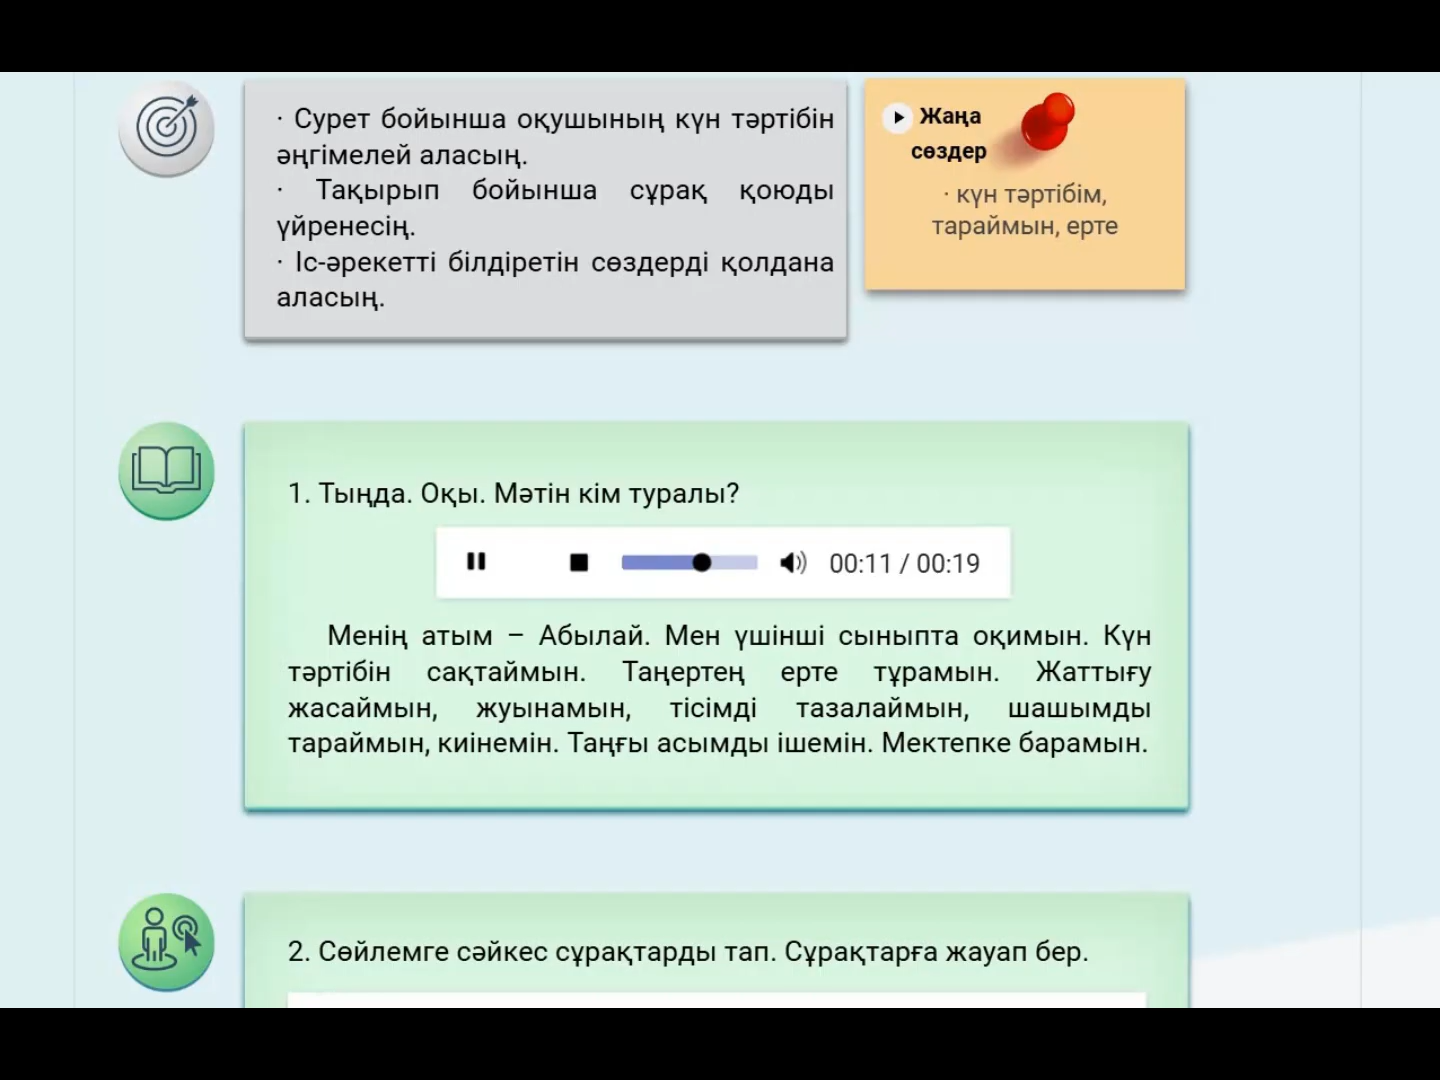 · Сурет бойынша оқушының күн тәртібін
әңгімелей аласың.
· Тақырып бойынша сұрақ қоюды
үйренесің.
· Іс-әрекетті білдіретін сөздерді қолдана
аласың.
Жаңа
сөздер
· күн тәртібім,
тараймын, ерте
1. Тыңда. Оқы. Мәтін кім туралы?
00:11 / 00:19
Менің атым – Абылай. Мен үшінші сыныпта оқимын. Күн
тәртібін сақтаймын. Таңертең ерте тұрамын. Жаттығу
жасаймын, жуынамын, тісімді тазалаймын, шашымды
тараймын, киінемін. Таңғы асымды ішемін. Мектепке барамын.
2. Сөйлемге сәйкес сұрақтарды тап. Сұрақтарға жауап бер.